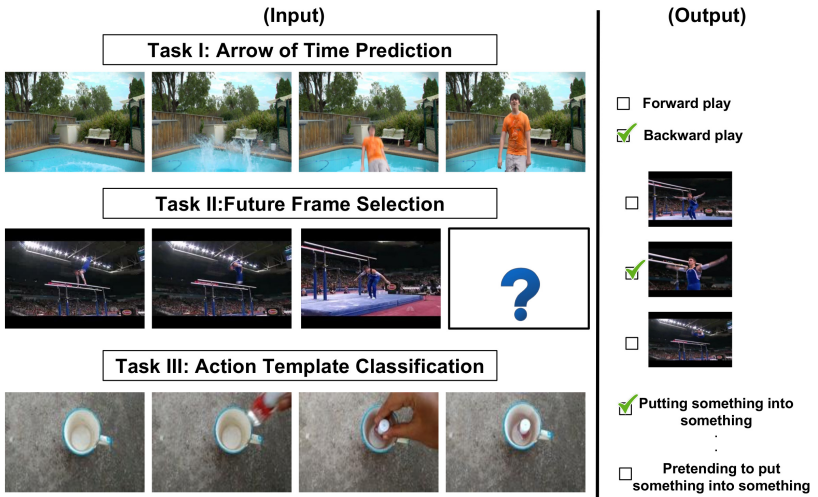 (Input)
(Output)
Task I: Arrow of Time Prediction
Forward play
Backward play
Task II:Future Frame Selection
?
Task III: Action Template Classification
Putting something into
something
.
.
Pretending to put
something into something